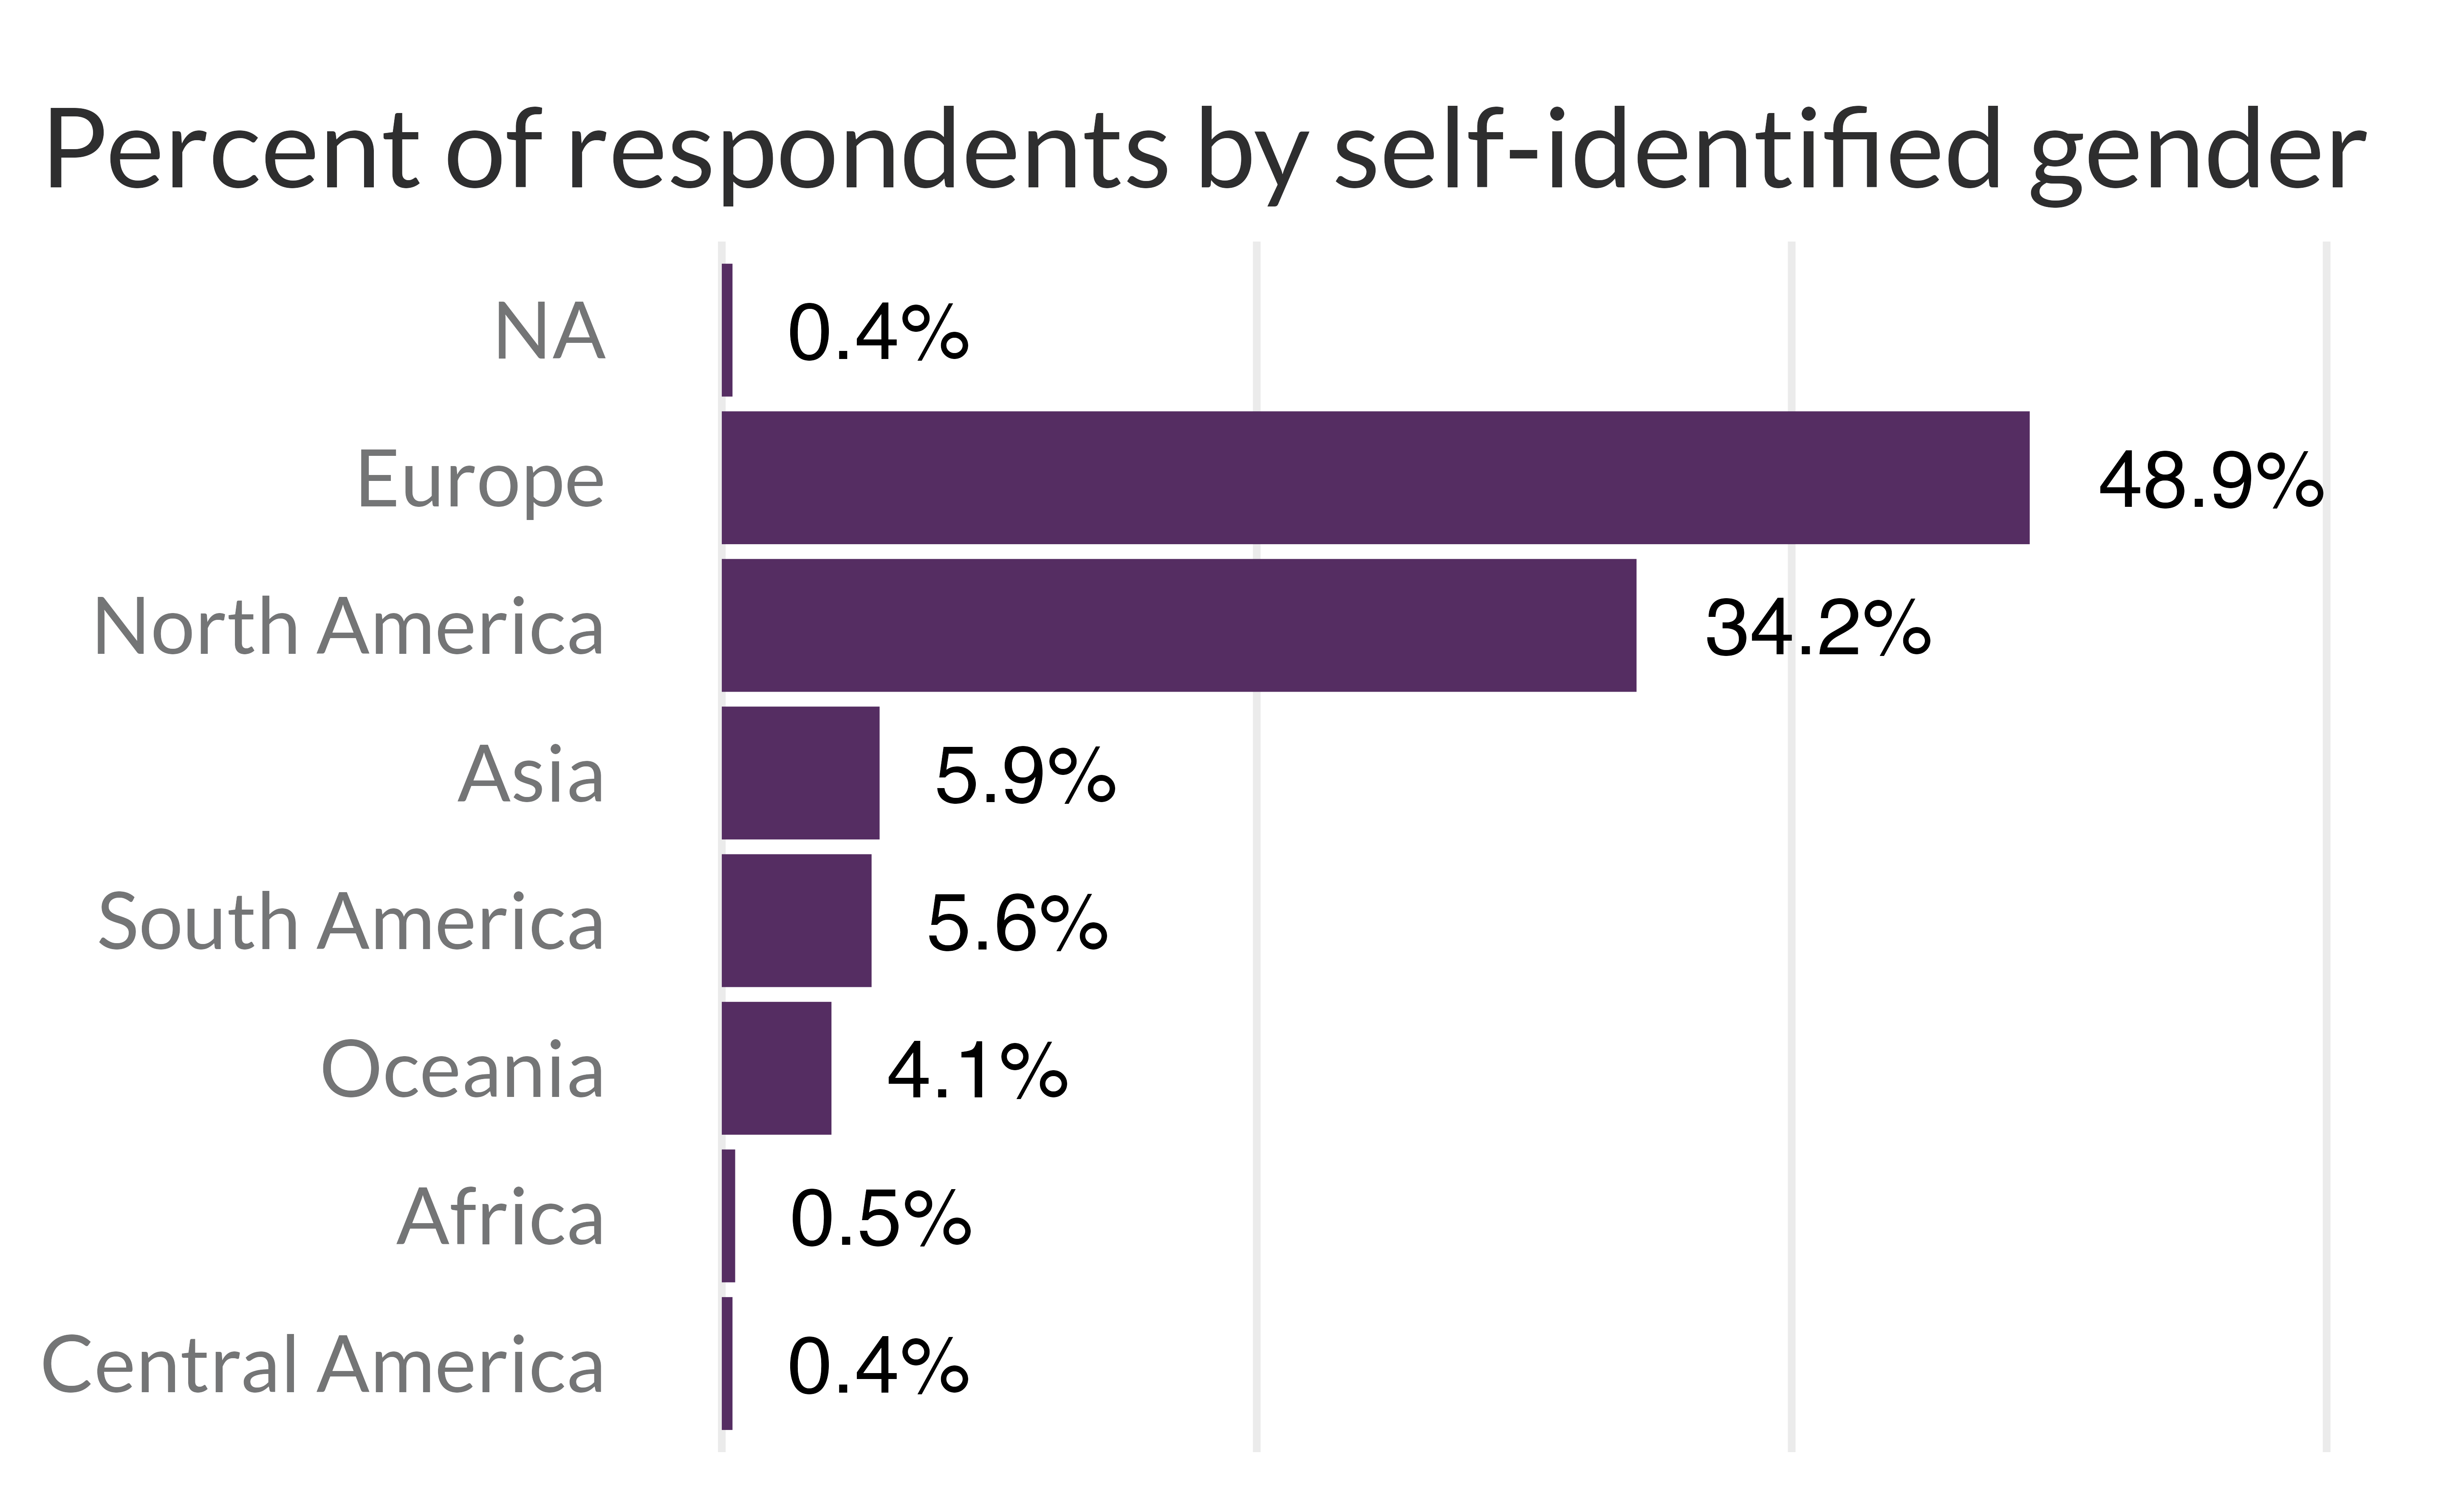 Percent of respondents by self-identified gender
NA 0.4%
Europe 48.9%
North America 34.2%
Asia 5.9%
South America 5.6%
Oceania 4.1%
Africa 0.5%
Central America 0.4%